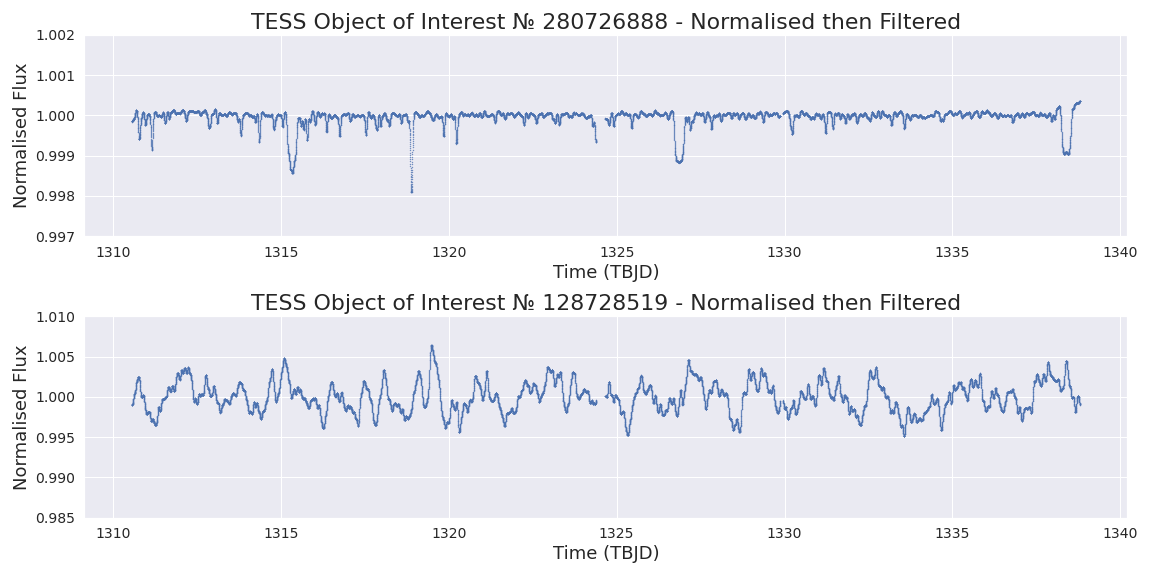 TESS Object of Interest № 280726888 - Normalised then Filtered
1.002
1.001
1.000
0.999
0.998
0.997
Normalised Flux
1310 1315 1320 1325 1330 1335 1340
Time (TBJD)
TESS Object of Interest № 128728519 - Normalised then Filtered
1.010
1.005
1.000
0.995
0.990
0.985
Normalised Flux
1310 1315 1320 1325 1330 1335 1340
Time (TBJD)